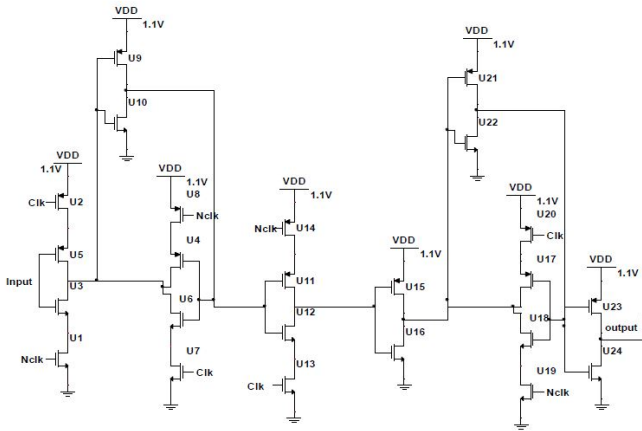 VDD
1.1V
U9
U10
VDD
1.1V
U21
U22
VDD
1.1V
U2
Clk
U5
Input
U3
U1
Nclk
VDD
1.1V
U8
Nclk
U4
U6
U7
Clk
VDD
1.1V
Nclk
U14
U11
U12
U13
Clk
VDD
1.1V
U15
U16
VDD
1.1V
U20
Clk
U17
U18
U19
Nclk
VDD
1.1V
U23
output
U24